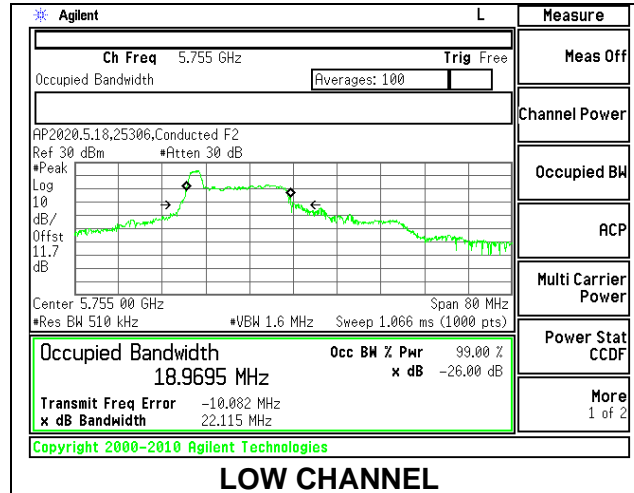 Agilent L Measure
Ch Freq 5.755 GHz Trig Free
Meas Off
Occupied Bandwidth Averages: 100
Channel Power
AP2020.5.18,25306,Conducted F2
Ref 30 dBm #Atten 30 dB
#Peak
Log
10
dB/
Offst
11.7
dB
Occupied BW
ACP
Center 5.755 00 GHz Span 80 MHz
#Res BW 510 kHz #VBW 1.6 MHz Sweep 1.066 ms (1000 pts)
Multi Carrier
Power
Occupied Bandwidth Occ BW % Pwr 99.00 %
18.9695 MHz x dB -26.00 dB
Transmit Freq Error -10.082 MHz
x dB Bandwidth 22.115 MHz
Power Stat
CCDF
More
1 of 2
Copyright 2000-2010 Agilent Technologies
LOW CHANNEL